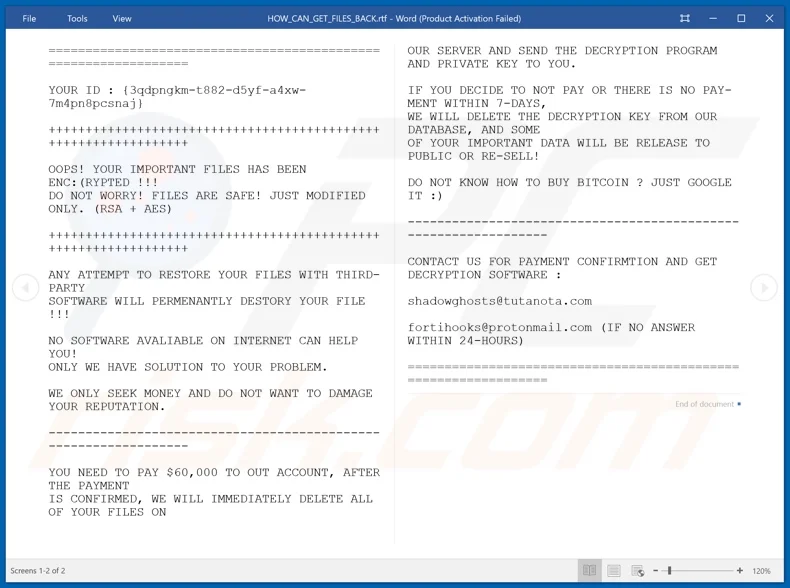 File Tools View HOW_CAN_GET_FILES_BACK.rtf - Word (Product Activation Failed)
=============================================
===================
YOUR ID : {3qdpngkm-t882-d5yf-a4xw-
7m4pn8pcsnaj}
+++++++++++++++++++++++++++++++++++++++++++++
+++++++++++++++++++
OOPS! YOUR IMPORTANT F1LES HAS BEEN
ENC:(RYPTED !!!
DO NOT WORRY! FILES ARE SAFE! JUST MODIFIED
ONLY. (RSA + AES)
+++++++++++++++++++++++++++++++++++++++++++++
+++++++++++++++++++
ANY ATTEMPT TO RESTORE YOUR FILES WITH THIRD-
PARTY
SOFTWARE WILL PERMENANTLY DESTORY YOUR FILE
!!!
NO SOFTWARE AVALIABLE ON INTERNET CAN HELP
YOU!
ONLY WE HAVE SOLUTION TO YOUR PROBLEM.
WE ONLY SEEK MONEY AND DO NOT WANT TO DAMAGE
YOUR REPUTATION.
---------------------------------------------
-------------------
YOU NEED TO PAY $60,000 TO OUT ACCOUNT, AFTER
THE PAYMENT
IS CONFIRMED, WE WILL IMMEDIATELY DELETE ALL
OF YOUR FILES ON
OUR SERVER AND SEND THE DECRYPTION PROGRAM
AND PRIVATE KEY TO YOU.
IF YOU DECIDE TO NOT PAY OR THERE IS NO PAY-
MENT WITHIN 7-DAYS,
WE WILL DELETE THE DECRYPTION KEY FROM OUR
DATABASE, AND SOME
OF YOUR IMPORTANT DATA WILL BE RELEASE TO
PUBLIC OR RE-SELL!
DO NOT KNOW HOW TO BUY BITCOIN ? JUST GOOGLE
IT :)
---------------------------------------------
-------------------
CONTACT US FOR PAYMENT CONFIRMTION AND GET
DECRYPTION SOFTWARE :
shadowghosts@tutanota.com
fortihooks@protonmail.com (IF NO ANSWER
WITHIN 24-HOURS)
=============================================
===================
End of document
PC
risk.com
Screens 1-2 of 2 120%